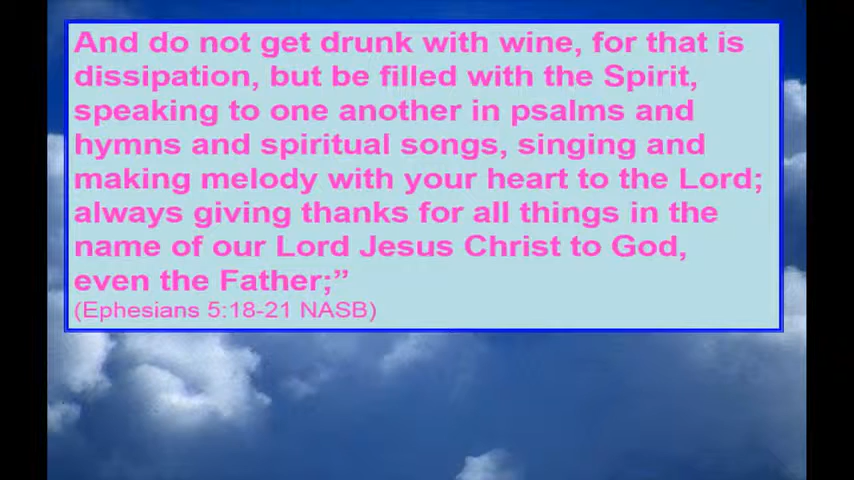 And do not get drunk with wine, for that is
dissipation, but be filled with the Spirit,
speaking to one another in psalms and
hymns and spiritual songs, singing and
making melody with your heart to the Lord;
always giving thanks for all things in the
name of our Lord Jesus Christ to God,
even the Father;”
(Ephesians 5:18-21 NASB)